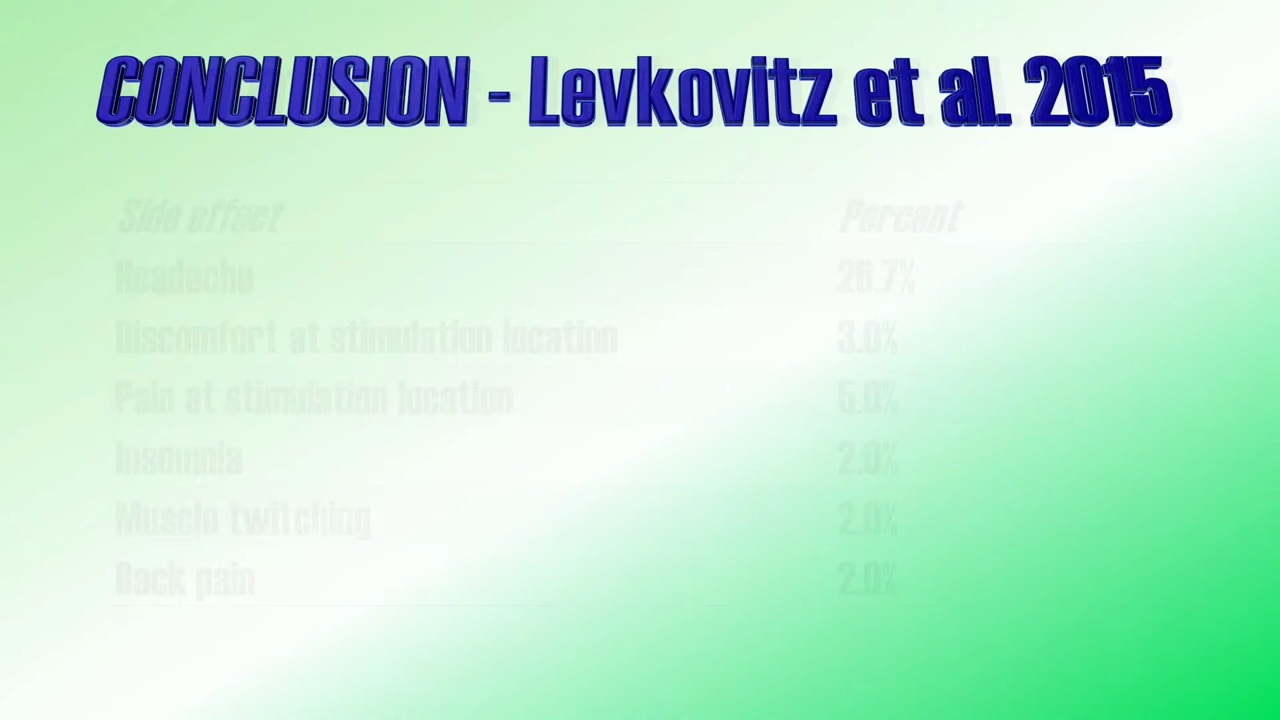 CONCLUSION - Levkovitz et al. 2015
Side effect Percent
Headache 26.7%
Discomfort at stimulation location 3.0%
Pain at stimulation location 5.0%
Insomnia 2.0%
Muscle twitching 2.0%
Back pain 2.0%